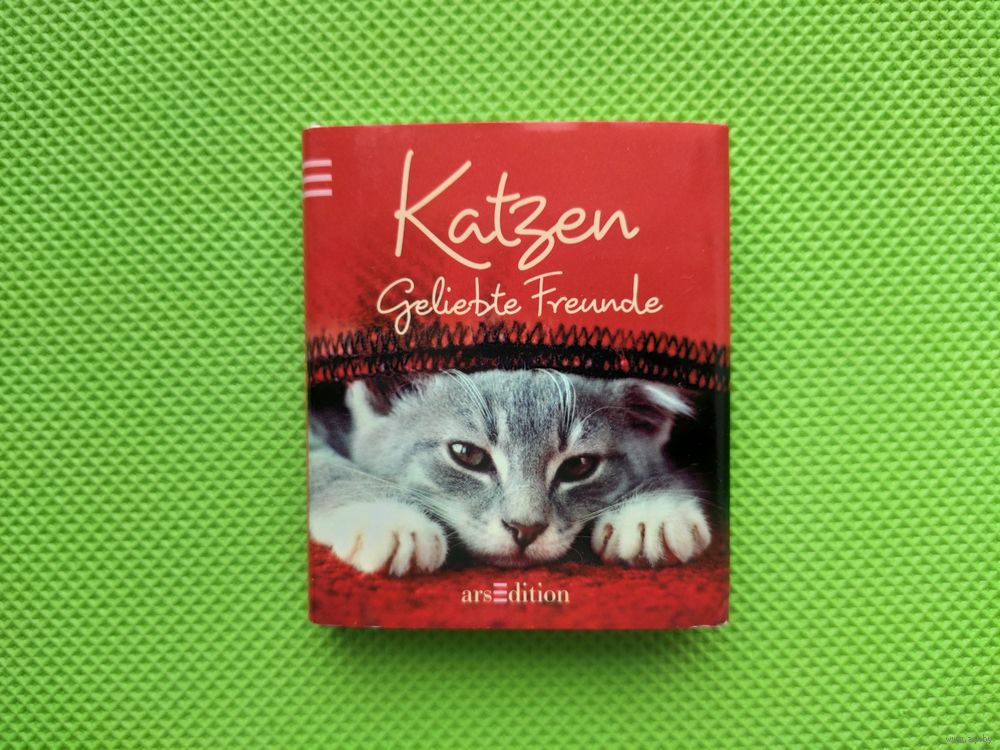 Katzen
Geliebte Freunde
arsEdition